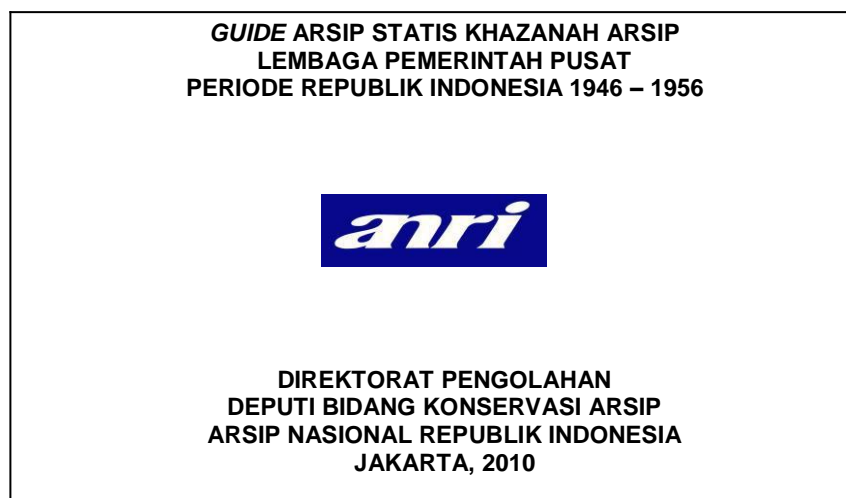 GUIDE ARSIP STATIS KHAZANAH ARSIP
LEMBAGA PEMERINTAH PUSAT
PERIODE REPUBLIK INDONESIA 1946 – 1956
anri
DIREKTORAT PENGOLAHAN
DEPUTI BIDANG KONSERVASI ARSIP
ARSIP NASIONAL REPUBLIK INDONESIA
JAKARTA, 2010